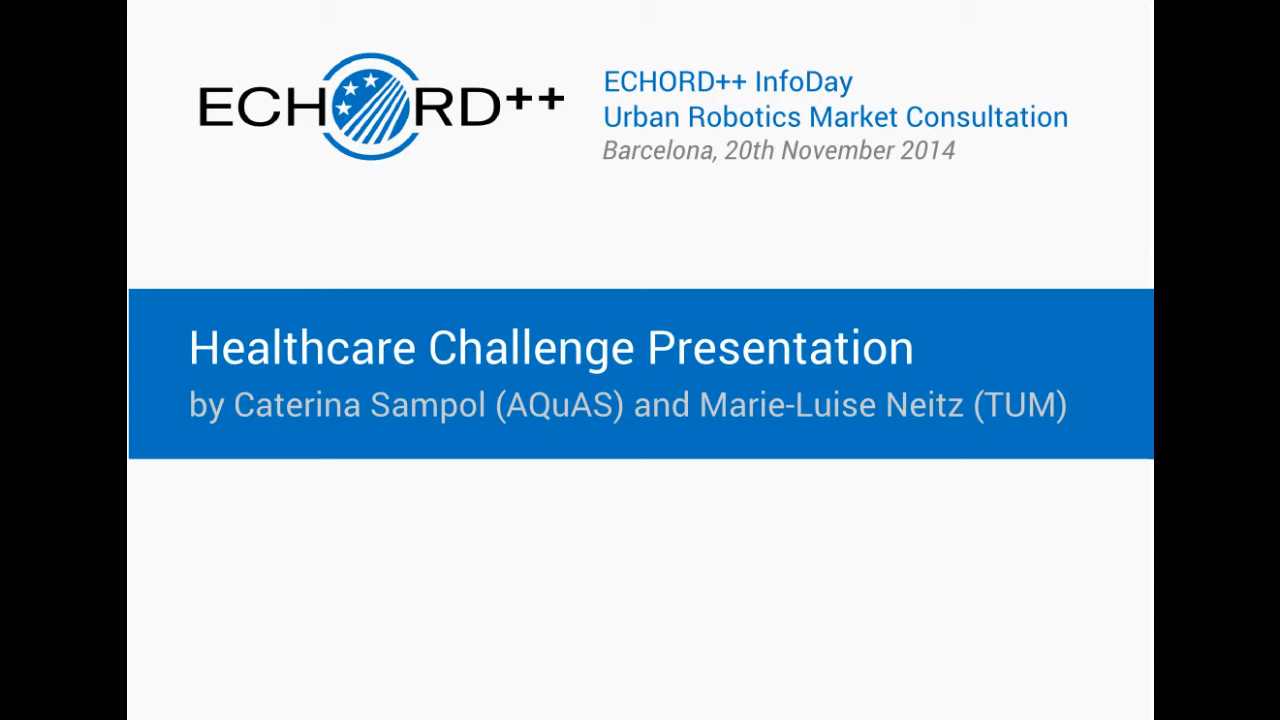 ECHORD++
ECHORD++ InfoDay
Urban Robotics Market Consultation
Barcelona, 20th November 2014
Healthcare Challenge Presentation
by Caterina Sampol (AQuAS) and Marie-Luise Neitz (TUM)